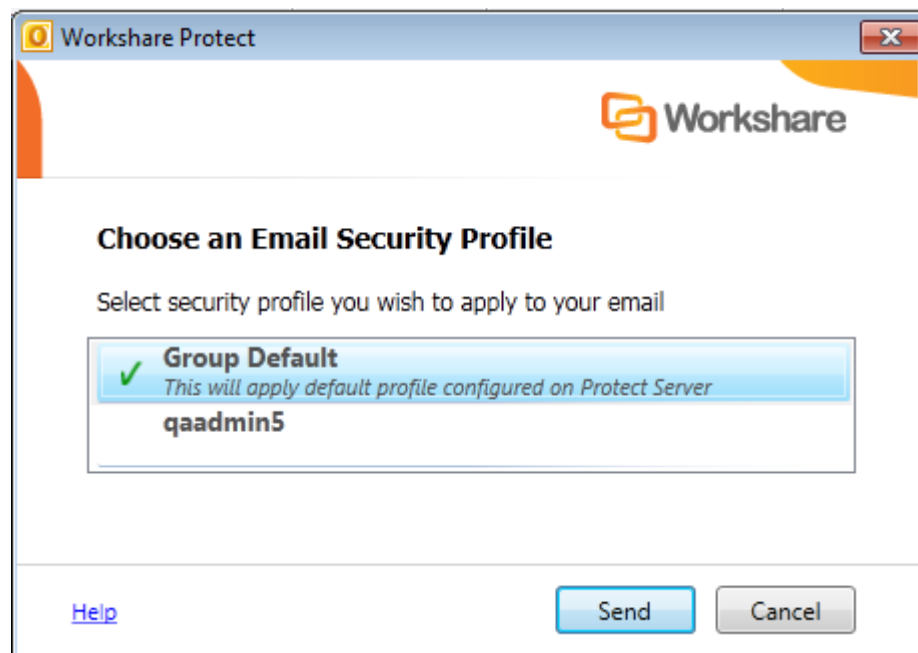 Workshare Protect
Workshare
Choose an Email Security Profile
Select security profile you wish to apply to your email
Group Default
This will apply default profile configured on Protect Server
qaadmin5
Help
Send
Cancel